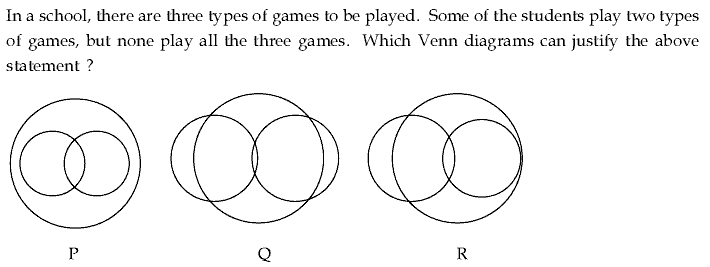 In a school, there are three types of games to be played. Some of the students play two types
of games, but none play all the three games. Which Venn diagrams can justify the above
statement ?
P Q R